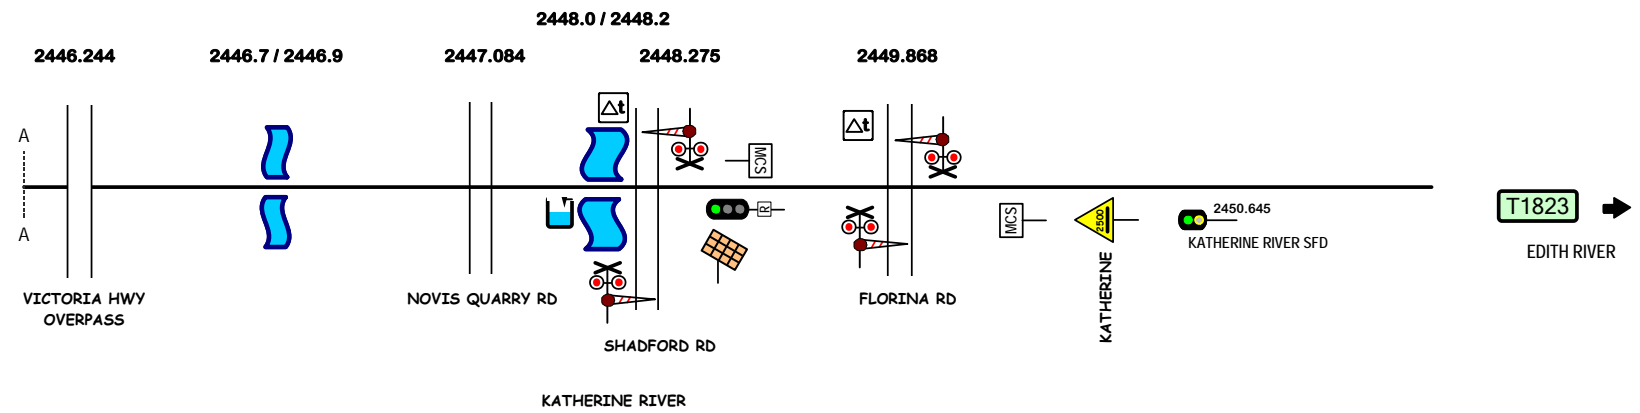 2448.0 / 2448.2
2446.244
2446.7 / 2446.9
2447.084
2448.275
2449.868
Δt
Δt
A
MCS
A
R
MCS
2500
2450.645
KATHERINE RIVER SFD
T1823
EDITH RIVER
KATHERINE
VICTORIA HWY
OVERPASS
NOVIS QUARRY RD
FLORINA RD
SHADFORD RD
KATHERINE RIVER